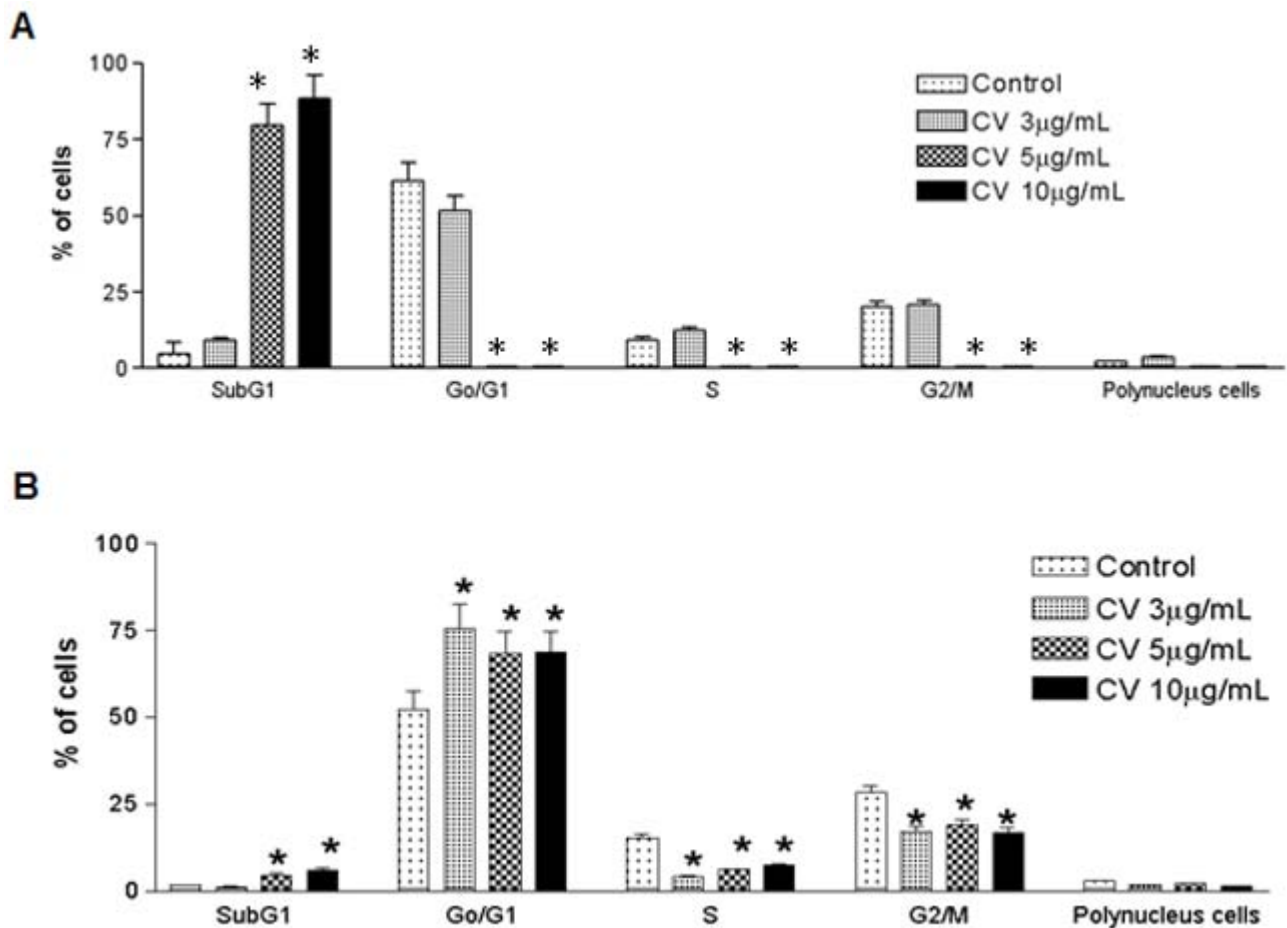 A
% of cells
100
75
50
25
0
* *
* *
* *
* *
SubG1 Go/G1 S G2/M Polynucleus cells
Control
CV 3μg/mL
CV 5μg/mL
CV 10μg/mL
B
% of cells
100
75
50
25
0
* *
* * *
* * *
* * *
SubG1 Go/G1 S G2/M Polynucleus cells
Control
CV 3μg/mL
CV 5μg/mL
CV 10μg/mL